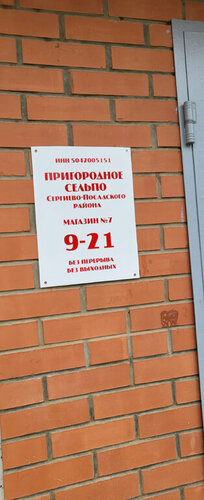 ИНН 5042005151
ПРИГОРОДНОЕ
СЕЛЬПО
СЕРГИЕВО-ПОСАДСКОГО
РАЙОНА
МАГАЗИН №7
9-21
БЕЗ ПЕРЕРЫВА
БЕЗ ВЫХОДНЫХ